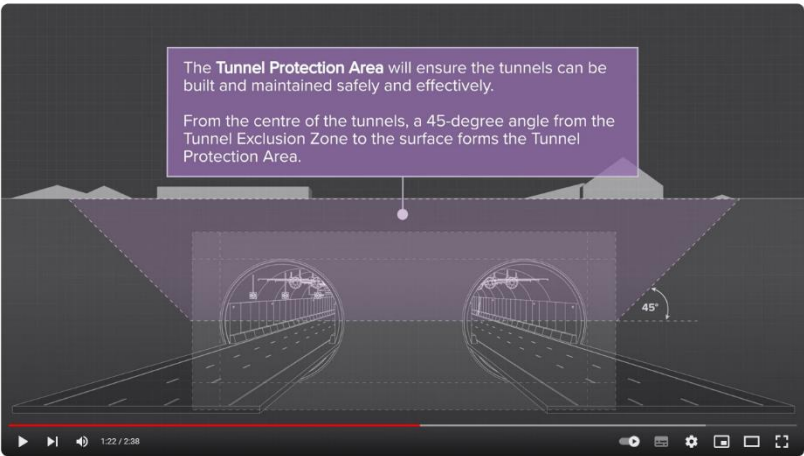 The Tunnel Protection Area will ensure the tunnels can be
built and maintained safely and effectively.
From the centre of the tunnels, a 45-degree angle from the
Tunnel Exclusion Zone to the surface forms the Tunnel
Protection Area.
45°
1:22 / 2:38